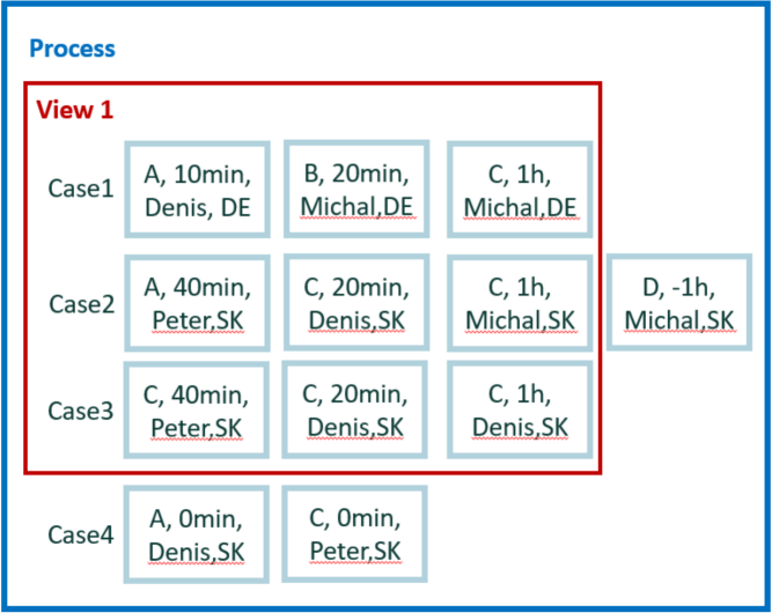 Process
View 1
Case1
A, 10min,
Denis, DE
B, 20min,
Michal,DE
C, 1h,
Michal,DE
Case2
A, 40min,
Peter,SK
C, 20min,
Denis,SK
C, 1h,
Michal,SK
D, -1h,
Michal,SK
Case3
C, 40min,
Peter,SK
C, 20min,
Denis,SK
C, 1h,
Denis,SK
Case4
A, 0min,
Denis,SK
C, 0min,
Peter,SK